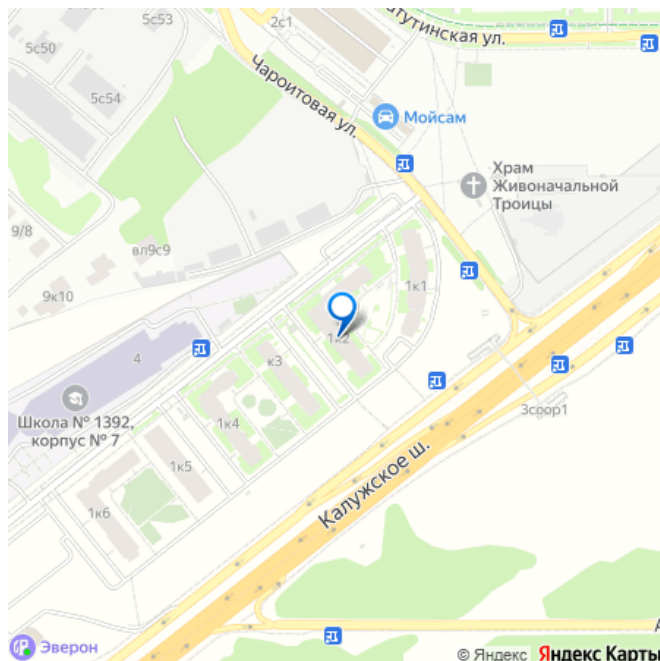 5с53
2с1
атутинская ул.
5с50
5с54
Чароитовая ул.
Мойсам
Храм
Живоначальной
Троицы
9/8
вл9с9
9к10
1к1
1к2
4
к3
Школа № 1392,
корпус № 7
1к4
3соор1
1к5
1к6
Калужское ш.
Эверон
А
© Яндекс Яндекс Карты